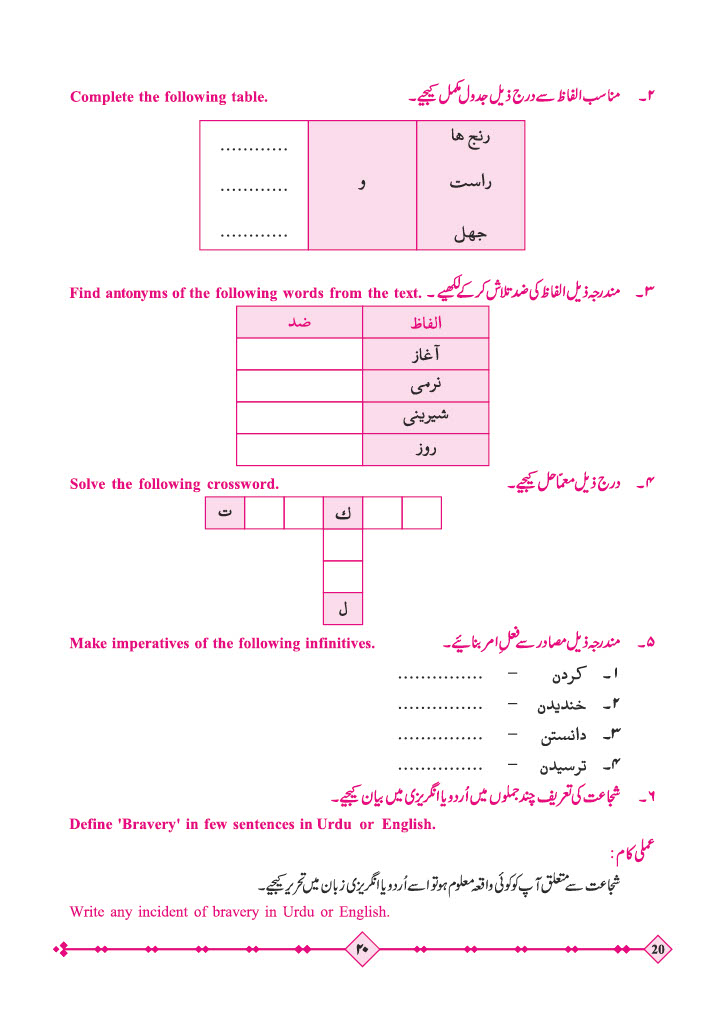 ۲۔ مناسب الفاظ سے درج ذیل جدول مکمل کیجیے۔ Complete the following table.
رنج ها و ............
راست ............
جهل ............
۳۔ مندرجہ ذیل الفاظ کی ضد تلاش کر کے لکھیے۔ Find antonyms of the following words from the text.
الفاظ ضد
آغاز
نرمی
شیرینی
روز
۴۔ درج ذیل معمّا حل کیجیے۔ Solve the following crossword.
ک ت
ل
۵۔ مندرجہ ذیل مصادر سے فعلِ امر بنائیے۔ Make imperatives of the following infinitives.
۱۔ کردن – ...............
۲۔ خندیدن – ...............
۳۔ دانستن – ...............
۴۔ ترسیدن – ...............
۶۔ شجاعت کی تعریف چند جملوں میں اُردو یا انگریزی میں بیان کیجیے۔
Define 'Bravery' in few sentences in Urdu or English.
عملی کام:
شجاعت سے متعلق آپ کو کوئی واقعہ معلوم ہو تو اسے اُردو یا انگریزی زبان میں تحریر کیجیے۔
Write any incident of bravery in Urdu or English.
۲۰ 20